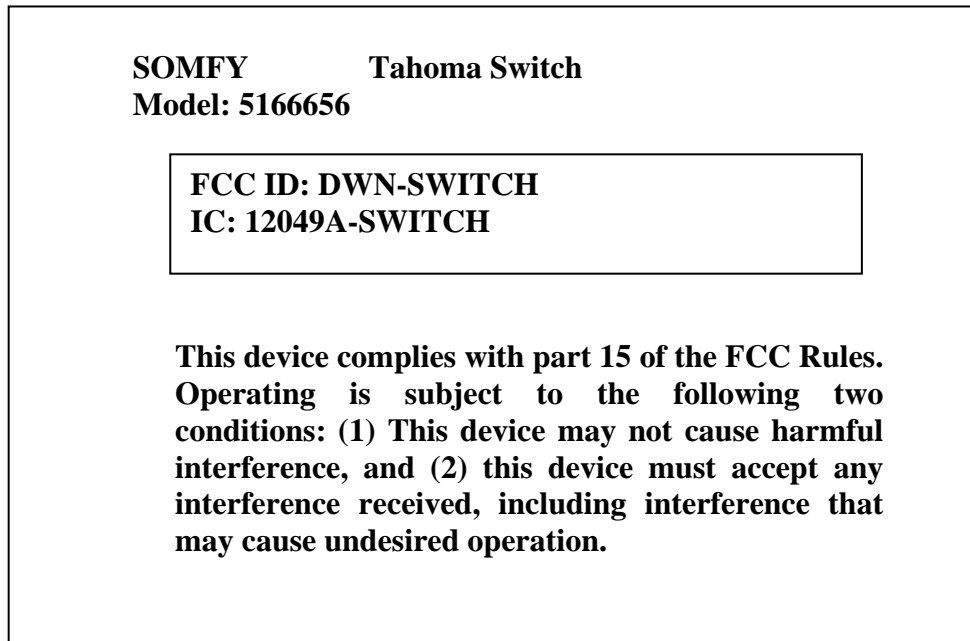 SOMFY Tahoma Switch
Model: 5166656
FCC ID: DWN-SWITCH
IC: 12049A-SWITCH
This device complies with part 15 of the FCC Rules.
Operating is subject to the following two
conditions: (1) This device may not cause harmful
interference, and (2) this device must accept any
interference received, including interference that
may cause undesired operation.